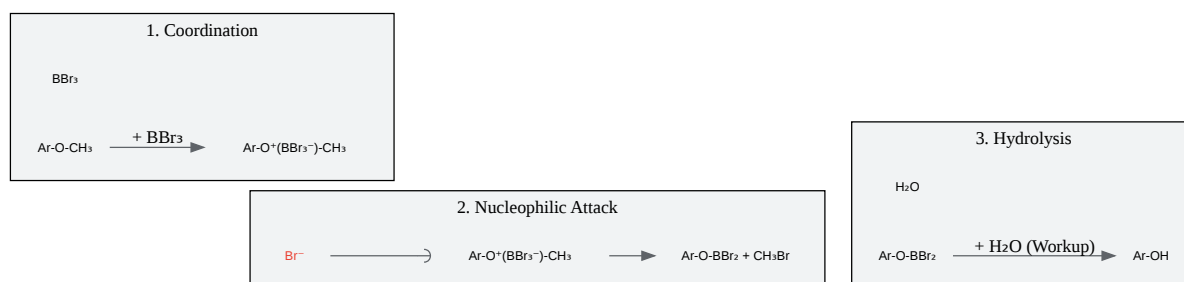 1. Coordination
BBr₃
Ar-O-CH₃
+ BBr₃
Ar-O⁺(BBr₃⁻)-CH₃
2. Nucleophilic Attack
Br⁻
Ar-O⁺(BBr₃⁻)-CH₃
Ar-O-BBr₂ + CH₃Br
3. Hydrolysis
H₂O
Ar-O-BBr₂
+ H₂O (Workup)
Ar-OH